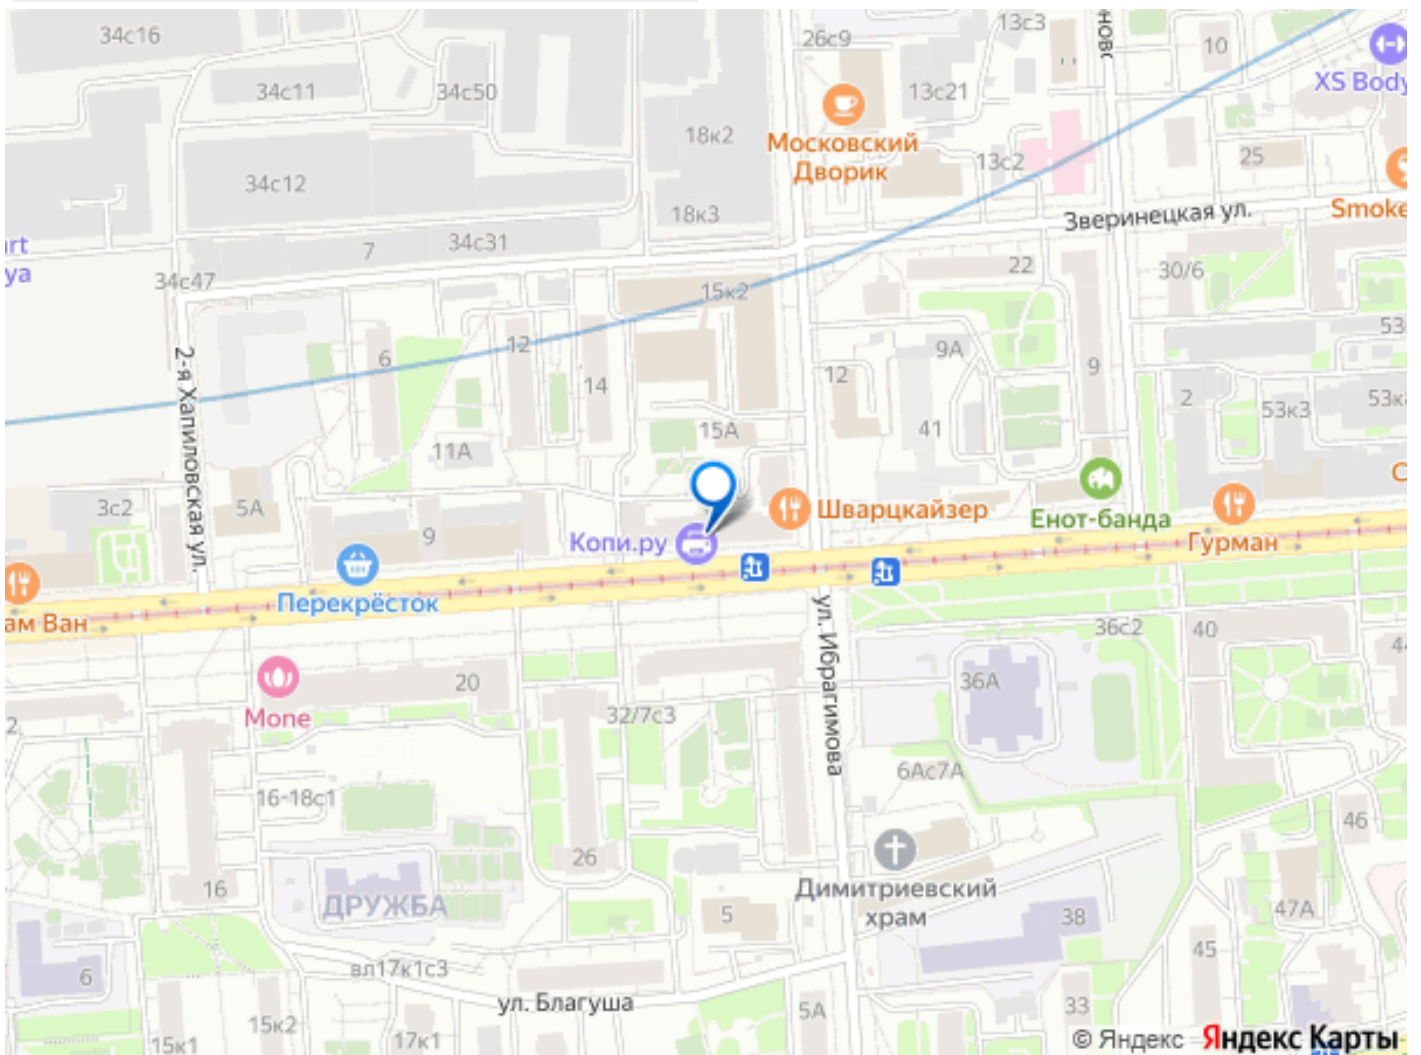 34с16
26с9
13с3
10
34с11
34с50
13с21
XS Body
18к2
Московский
Дворик
13с2
25
34с12
18к3
Зверинецкая ул.
Smoke
7
34с31
22
30/6
34с47
15к2
53
2-я Хапиловская ул.
6
12
14
12
9А
9
2
53к3
15А
41
11А
3с2
5А
9
Копи.ру
Шварцкайзер
Енот-банда
Гурман
Перекрёсток
ам Ван
ул. Ибрагимова
36с2
40
20
36А
Mone
32/7с3
6Ас7А
16-18с1
46
26
Димитриевский
храм
16
ДРУЖБА
5
38
47А
45
6
вл17к1с3
ул. Благуша
5А
33
15к2
15к1
17к1
© Яндекс Яндекс Карты